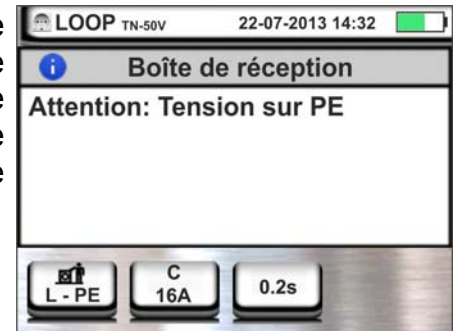 LOOP TN-50V 22-07-2013 14:32
Boîte de réception
Attention: Tension sur PE
L - PE
C
16A
0.2s
e
e
e
e
e